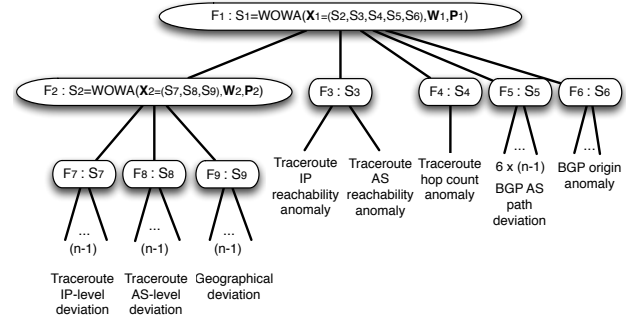 F1 : S1=WOWA(X1=(S2,S3,S4,S5,S6),W1,P1)
F2 : S2=WOWA(X2=(S7,S8,S9),W2,P2)
F3 : S3
F4 : S4
F5 : S5
F6 : S6
F7 : S7
F8 : S8
F9 : S9
Traceroute
IP
reachability
anomaly
Traceroute
AS
reachability
anomaly
Traceroute
hop count
anomaly
...
6 x (n-1)
BGP AS
path
deviation
...
BGP origin
anomaly
...
(n-1)
Traceroute
IP-level
deviation
...
(n-1)
Traceroute
AS-level
deviation
...
(n-1)
Geographical
deviation